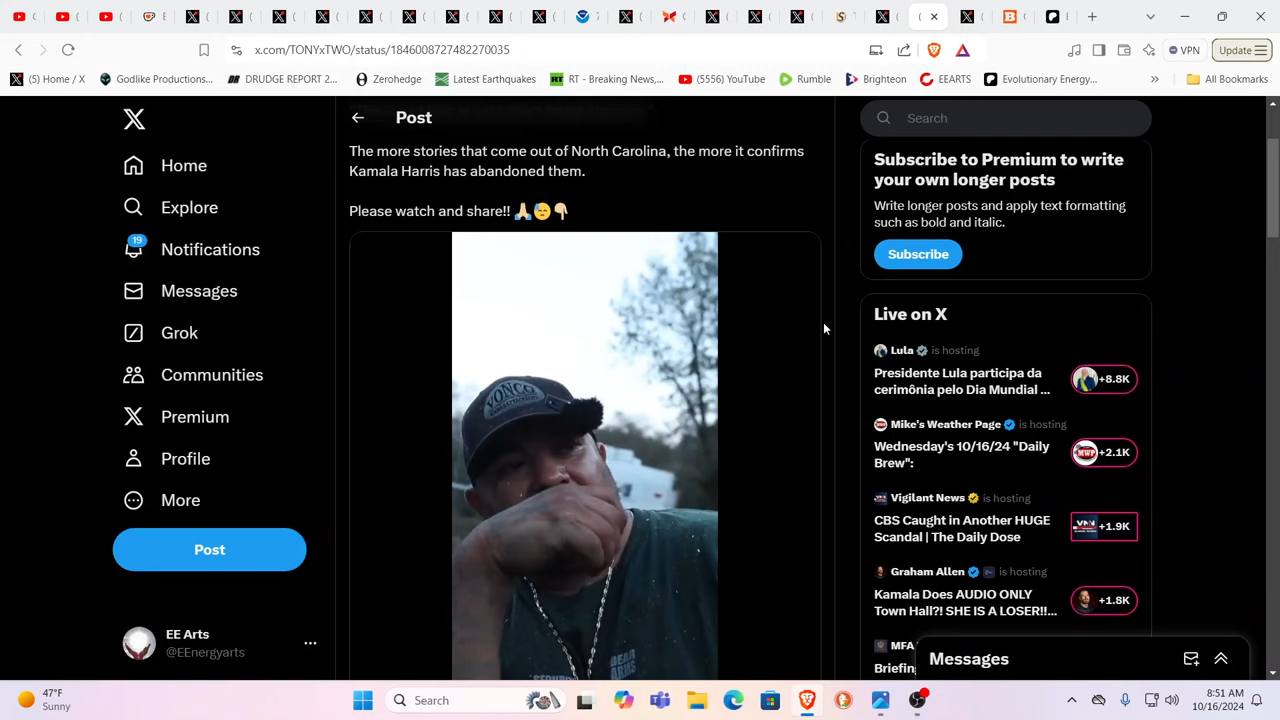 x.com/TONYxTWO/status/1846008727482270035
VPN
Update
(5) Home / X
Godlike Productions...
DRUDGE REPORT 2...
Zerohedge
Latest Earthquakes
RT - Breaking News,...
(5556) YouTube
Rumble
Brighteon
EEARTS
Evolutionary Energy...
All Bookmarks
Home
Explore
19
Notifications
Messages
Grok
Communities
Premium
Profile
More
Post
EE Arts
@EEnergyarts
Post
The more stories that come out of North Carolina, the more it confirms
Kamala Harris has abandoned them.
Please watch and share!! 🙏🏻😓👇🏻
YONCO
BEAR
ARMS
Search
Subscribe to Premium to write
your own longer posts
Write longer posts and apply text formatting
such as bold and italic.
Subscribe
Live on X
Lula is hosting
Presidente Lula participa da
cerimônia pelo Dia Mundial ...
+8.8K
Mike's Weather Page is hosting
Wednesday's 10/16/24 "Daily
Brew":
MWP
+2.1K
Vigilant News is hosting
CBS Caught in Another HUGE
Scandal | The Daily Dose
VNN
+1.9K
Graham Allen is hosting
Kamala Does AUDIO ONLY
Town Hall?! SHE IS A LOSER!!...
+1.8K
MFA
Briefing
Messages
47°F
Sunny
Search
8:51 AM
10/16/2024